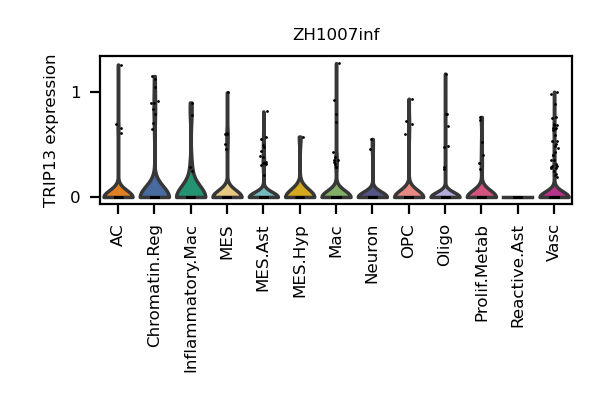 ZH1007inf
TRIP13 expression
1
0
AC
Chromatin.Reg
Inflammatory.Mac
MES
MES.Ast
MES.Hyp
Mac
Neuron
OPC
Oligo
Prolif.Metab
Reactive.Ast
Vasc